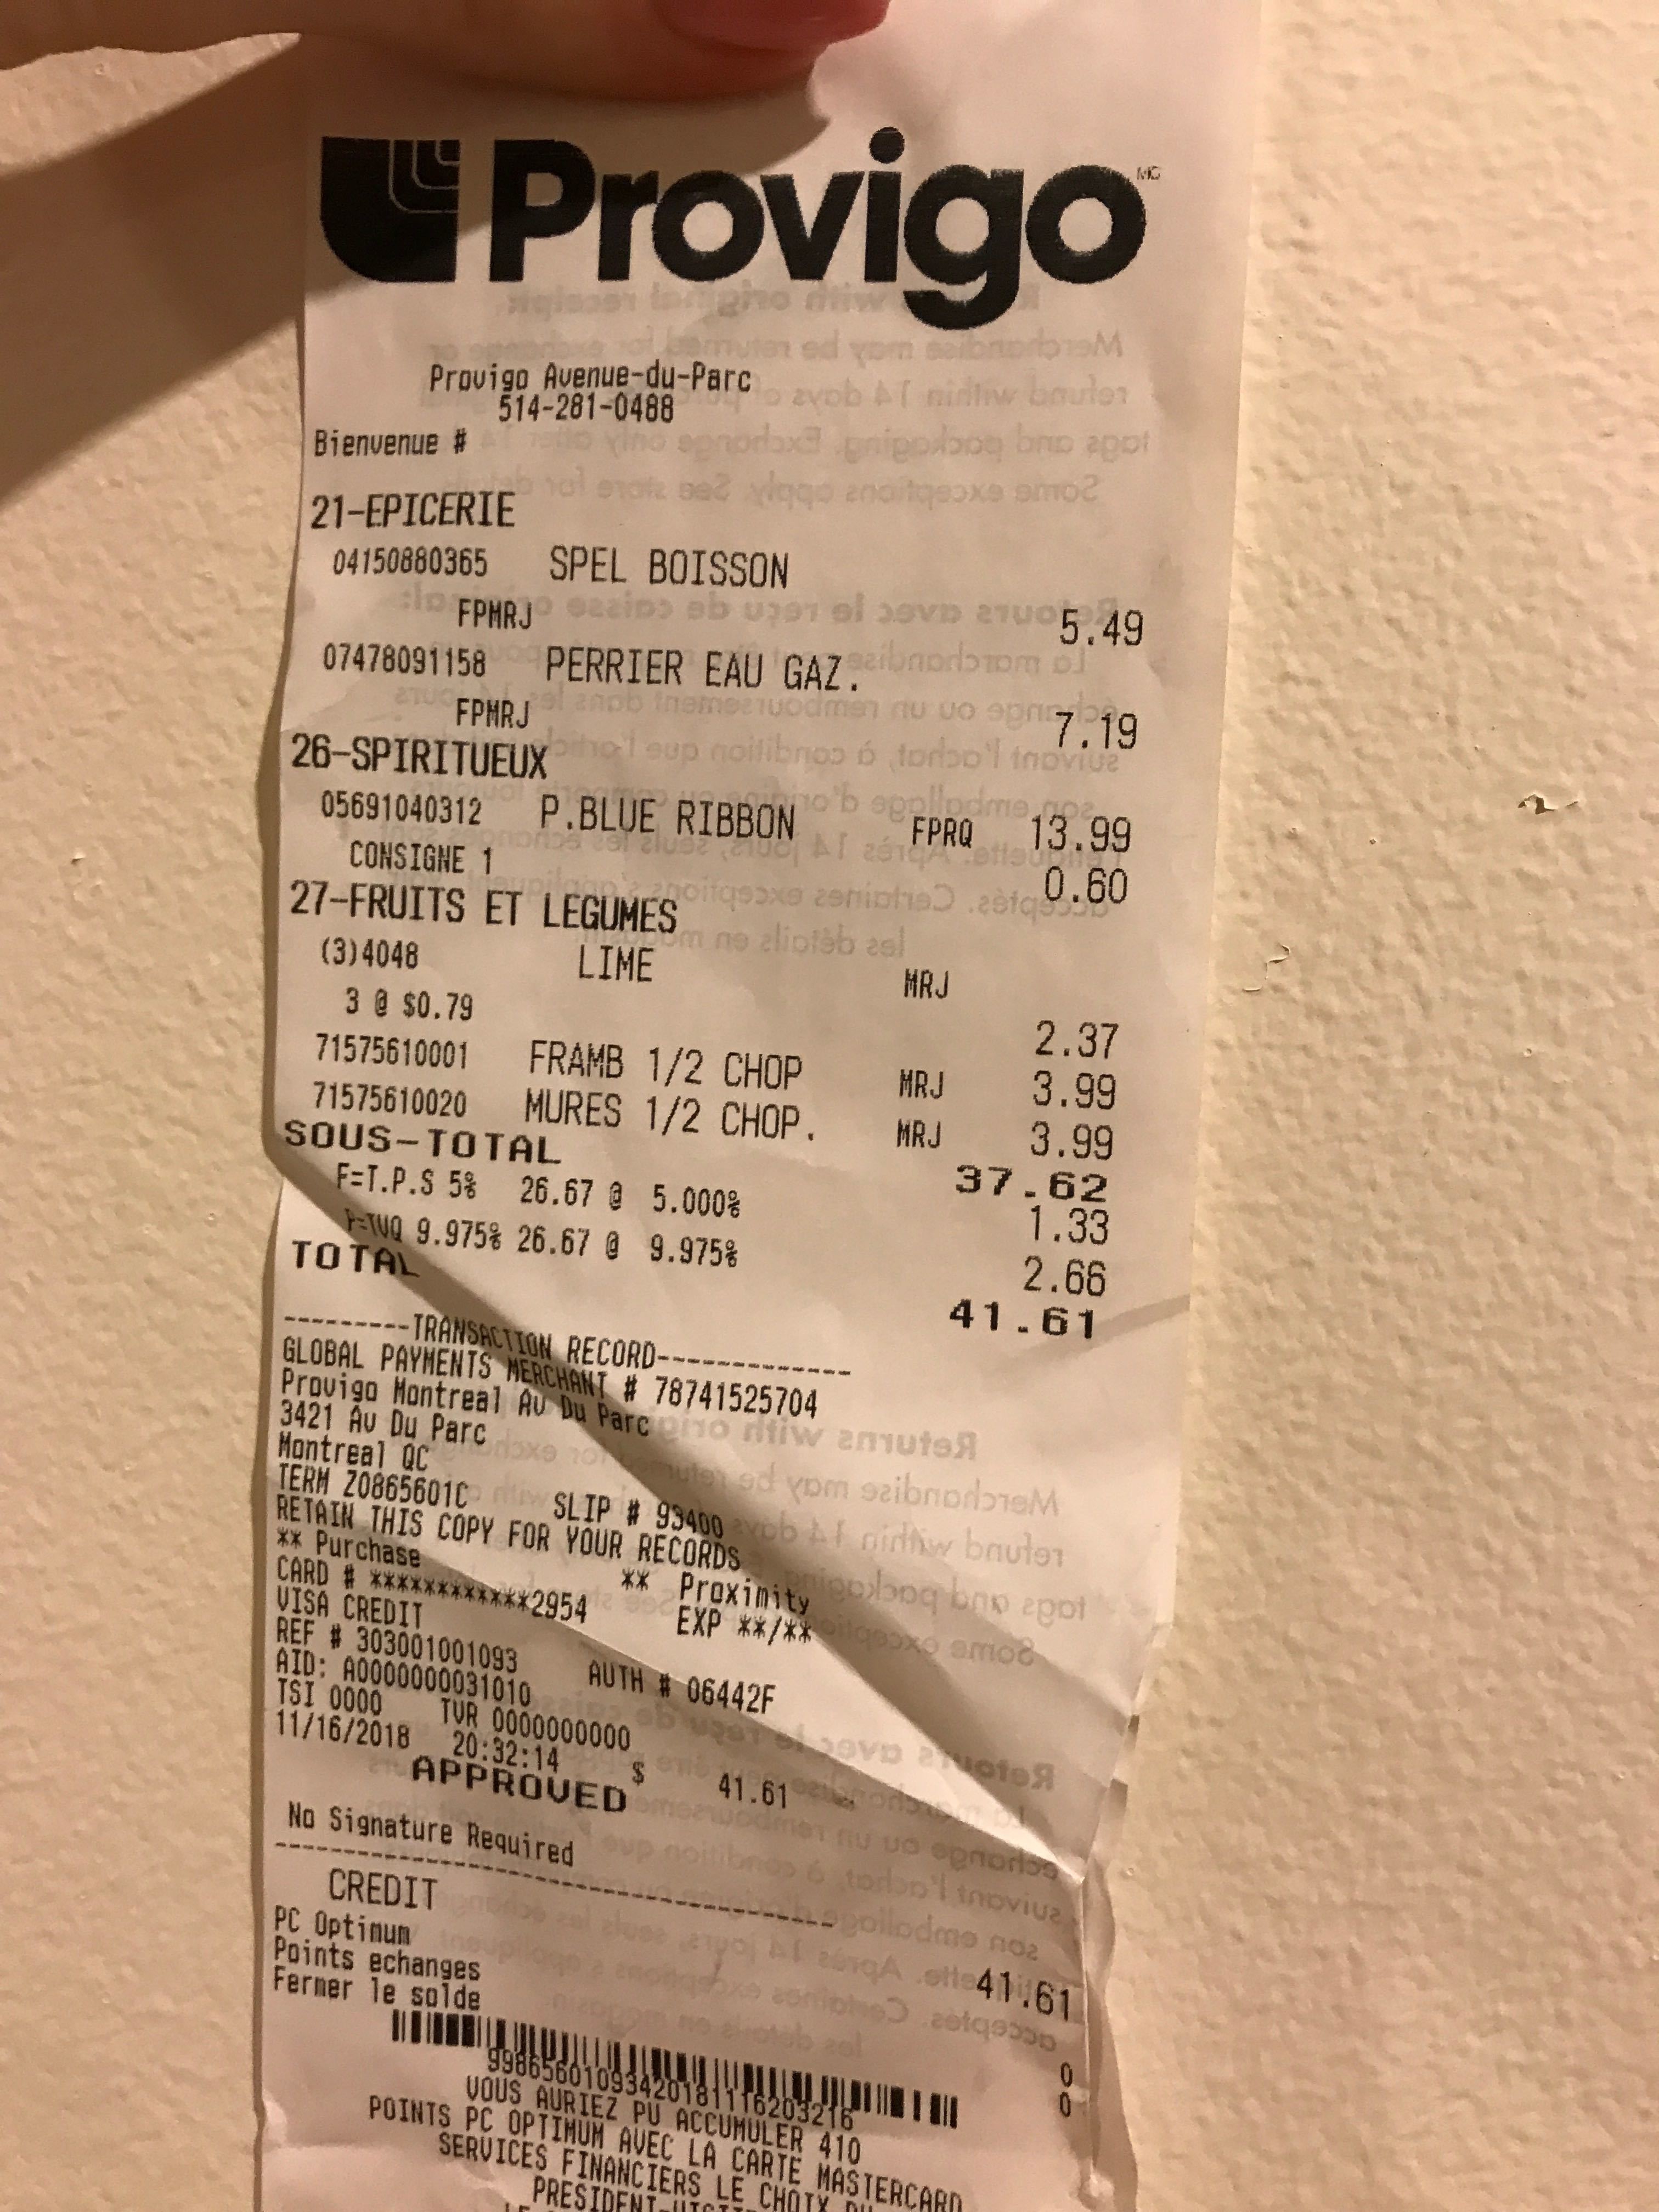 Provigo MC
Provigo Avenue-du-Parc
514-281-0488
Bienvenue #
21-EPICERIE
04150880365 SPEL BOISSON
FPMRJ 5.49
07478091158 PERRIER EAU GAZ.
FPMRJ 7.19
26-SPIRITUEUX
05691040312 P.BLUE RIBBON FPRQ 13.99
CONSIGNE 1 0.60
27-FRUITS ET LEGUMES
(3)4048 LIME MRJ
3 @ $0.79 2.37
71575610001 FRAMB 1/2 CHOP MRJ 3.99
71575610020 MURES 1/2 CHOP. MRJ 3.99
SOUS-TOTAL 37.62
F=T.P.S 5% 26.67 @ 5.000% 1.33
P=TVQ 9.975% 26.67 @ 9.975% 2.66
TOTAL 41.61
---------TRANSACTION RECORD-------------
GLOBAL PAYMENTS MERCHANT # 78741525704
Provigo Montreal Av Du Parc
3421 Av Du Parc
Montreal QC
TERM Z0865601C SLIP # 93400
RETAIN THIS COPY FOR YOUR RECORDS
** Purchase ** Proximity
CARD # ************2954 EXP **/**
VISA CREDIT
REF # 303001001093 AUTH # 06442F
AID: A0000000031010
TSI 0000 TVR 0000000000
11/16/2018 20:32:14 $ 41.61
APPROVED
No Signature Required
----------------------------------------
CREDIT 41.61
PC Optimum
Points echanges 0
Fermer le solde 0
99865601093420181116203216
VOUS AURIEZ PU ACCUMULER 410
POINTS PC OPTIMUM AVEC LA CARTE MASTERCARD
SERVICES FINANCIERS LE CHOIX DU